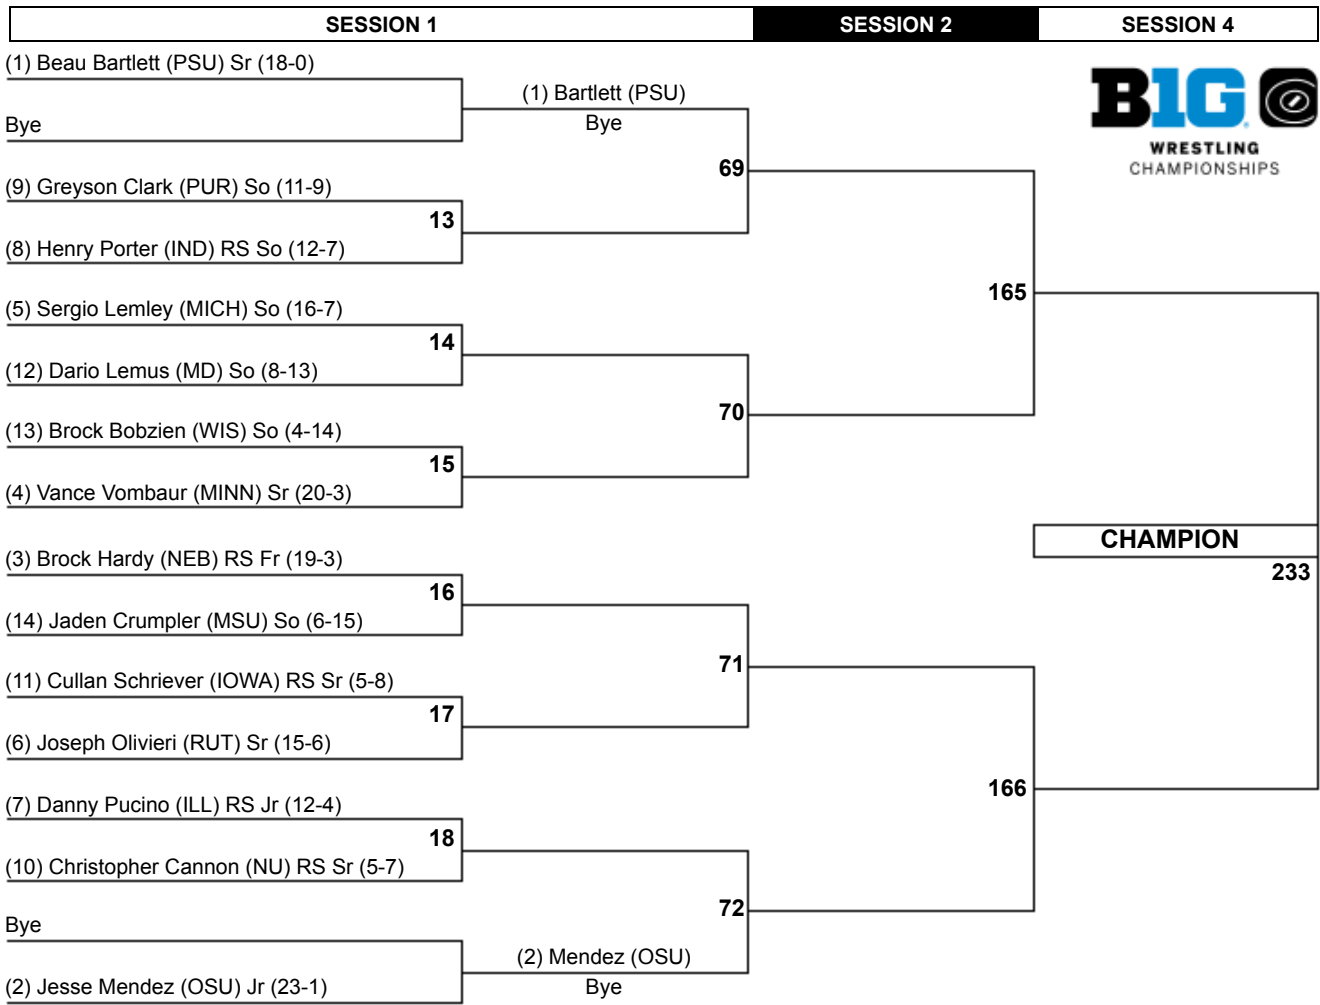 SESSION 1
SESSION 2
SESSION 4
(1) Beau Bartlett (PSU) Sr (18-0)
(1) Bartlett (PSU)
Bye
Bye
B1G
WRESTLING
CHAMPIONSHIPS
69
(9) Greyson Clark (PUR) So (11-9)
13
(8) Henry Porter (IND) RS So (12-7)
165
(5) Sergio Lemley (MICH) So (16-7)
14
(12) Dario Lemus (MD) So (8-13)
70
(13) Brock Bobzien (WIS) So (4-14)
15
(4) Vance Vombaur (MINN) Sr (20-3)
CHAMPION
233
(3) Brock Hardy (NEB) RS Fr (19-3)
16
(14) Jaden Crumpler (MSU) So (6-15)
71
(11) Cullan Schriever (IOWA) RS Sr (5-8)
17
(6) Joseph Olivieri (RUT) Sr (15-6)
166
(7) Danny Pucino (ILL) RS Jr (12-4)
18
(10) Christopher Cannon (NU) RS Sr (5-7)
72
Bye
(2) Mendez (OSU)
Bye
(2) Jesse Mendez (OSU) Jr (23-1)